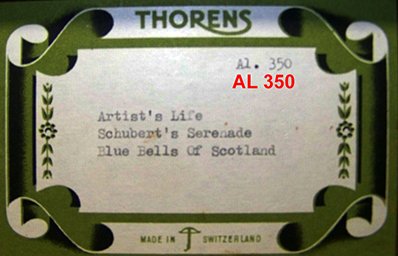 THORENS
Al. 350
AL 350
Artist's Life
Schubert's Serenade
Blue Bells Of Scotland
MADE IN SWITZERLAND